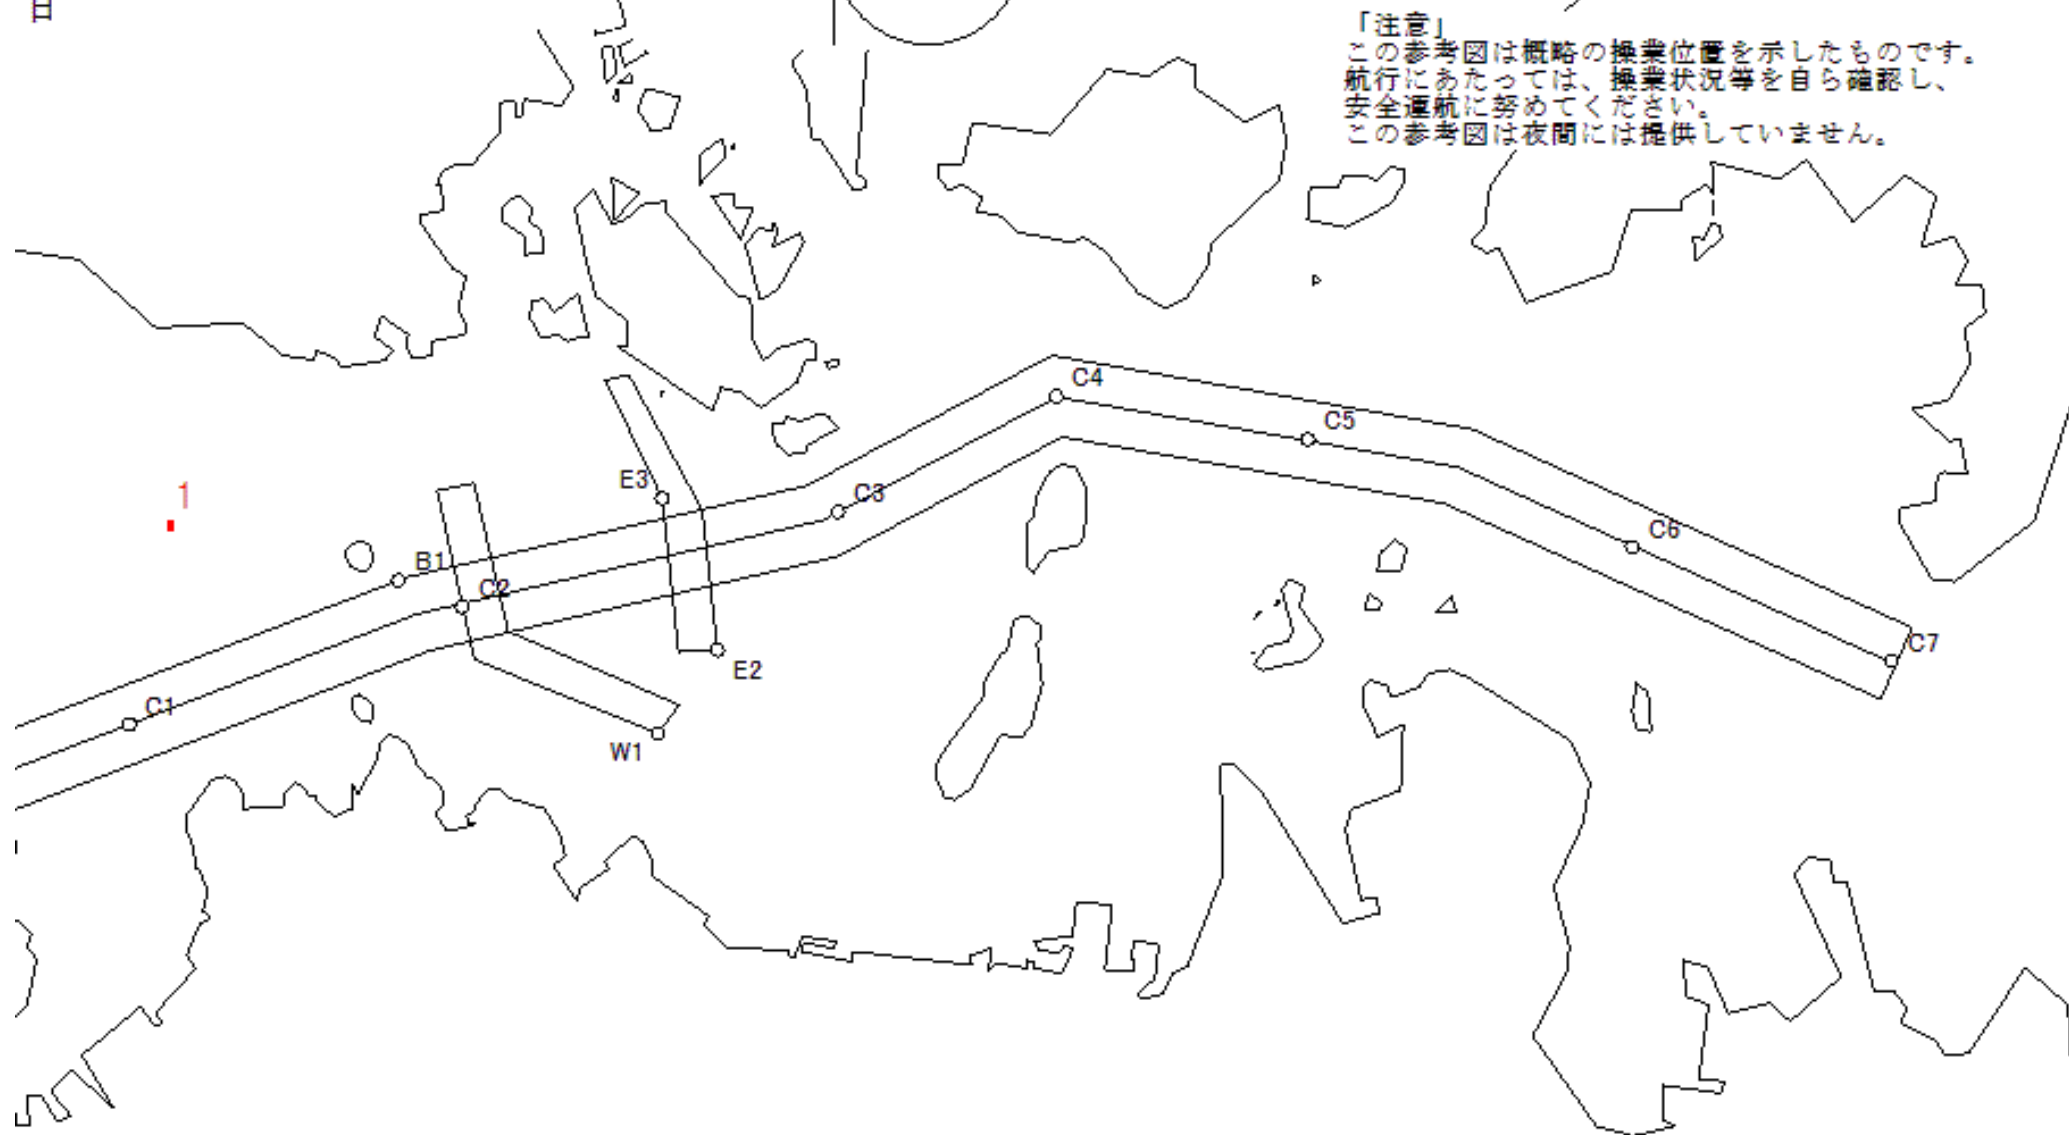 日
「注意」
この参考図は概略の操業位置を示したものです。
航行にあたっては、操業状況等を自ら確認し、
安全運航に努めてください。
この参考図は夜間には提供していません。
C4
C5
E3
1
C3
C6
B1
C2
C7
E2
C1
W1